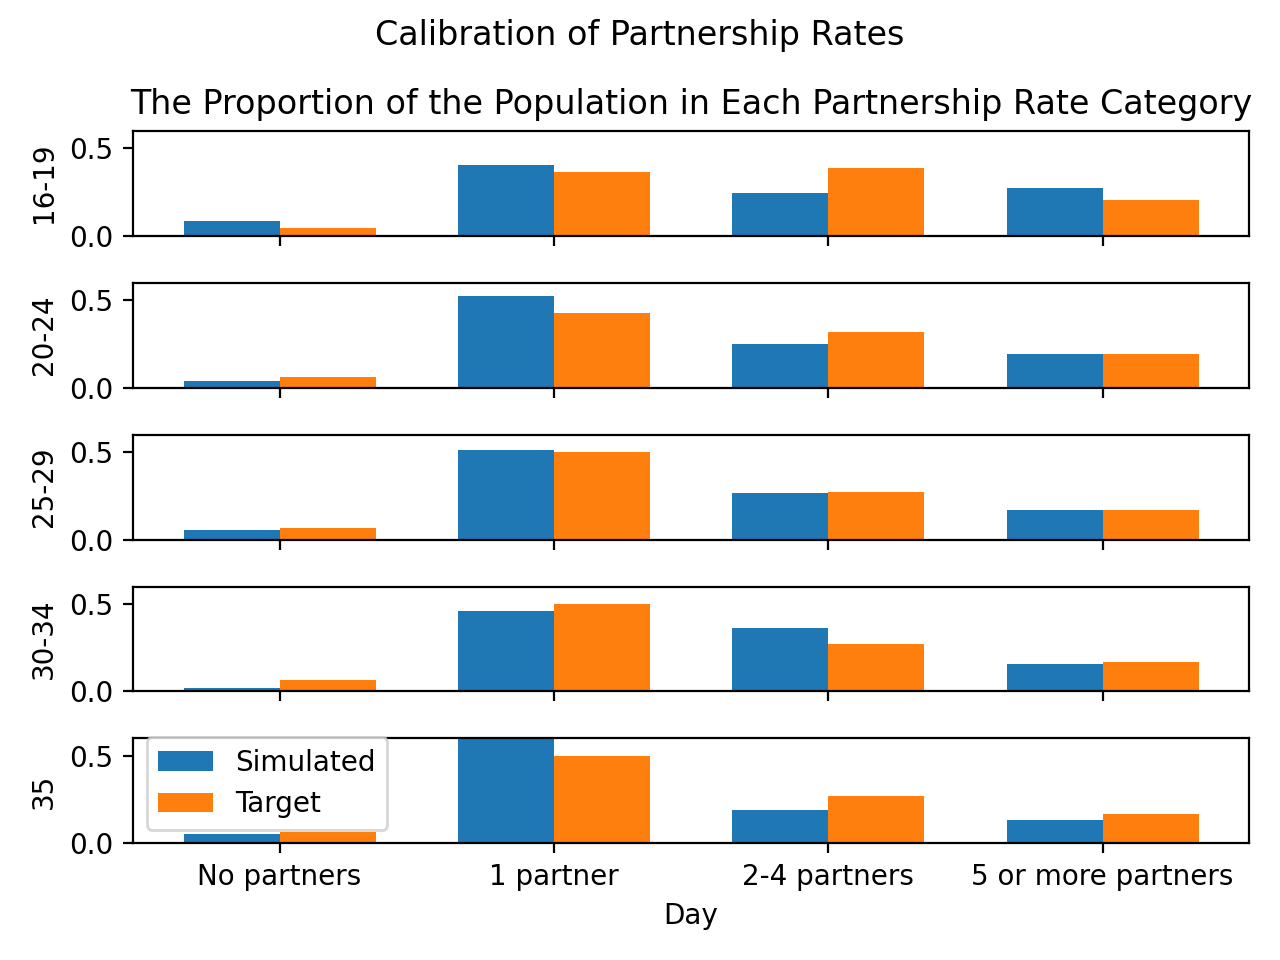 Calibration of Partnership Rates
The Proportion of the Population in Each Partnership Rate Category
0.5
16-19
0.0
0.5
20-24
0.0
0.5
25-29
0.0
0.5
30-34
0.0
0.5
35
0.0
Simulated
Target
No partners 1 partner 2-4 partners 5 or more partners
Day